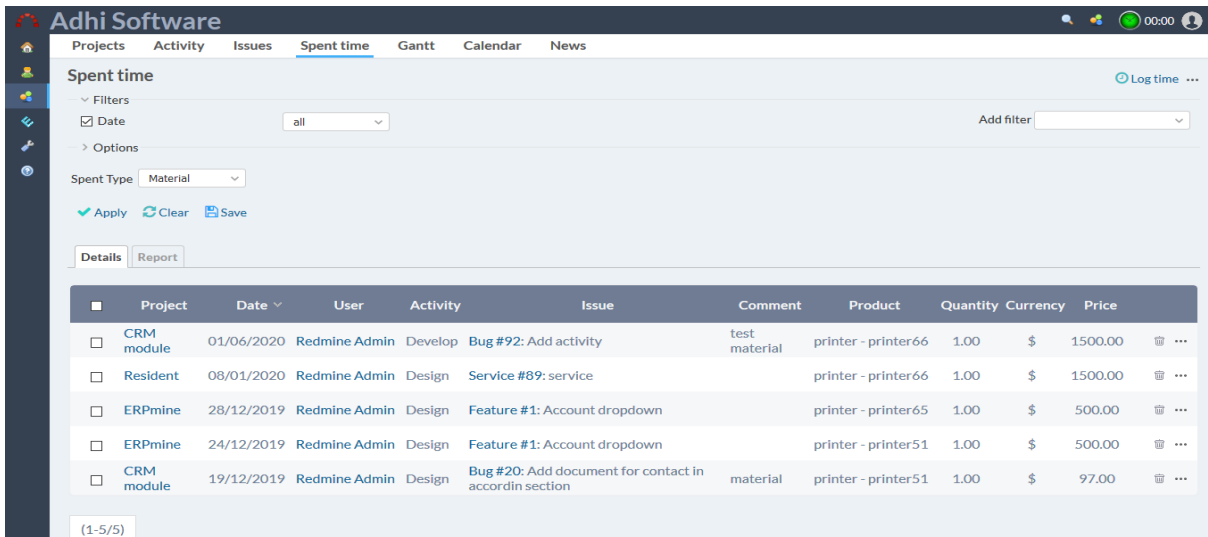 Adhi Software
00:00
Projects Activity Issues Spent time Gantt Calendar News
Spent time
Log time
Filters
Date all Add filter
Options
Spent Type Material
Apply Clear Save
Details Report
Project Date User Activity Issue Comment Product Quantity Currency Price
CRM module 01/06/2020 Redmine Admin Develop Bug #92: Add activity test material printer - printer66 1.00 $ 1500.00
Resident 08/01/2020 Redmine Admin Design Service #89: service printer - printer66 1.00 $ 1500.00
ERPmine 28/12/2019 Redmine Admin Design Feature #1: Account dropdown printer - printer65 1.00 $ 500.00
ERPmine 24/12/2019 Redmine Admin Design Feature #1: Account dropdown printer - printer51 1.00 $ 500.00
CRM module 19/12/2019 Redmine Admin Design Bug #20: Add document for contact in accordin section material printer - printer51 1.00 $ 97.00
(1-5/5)